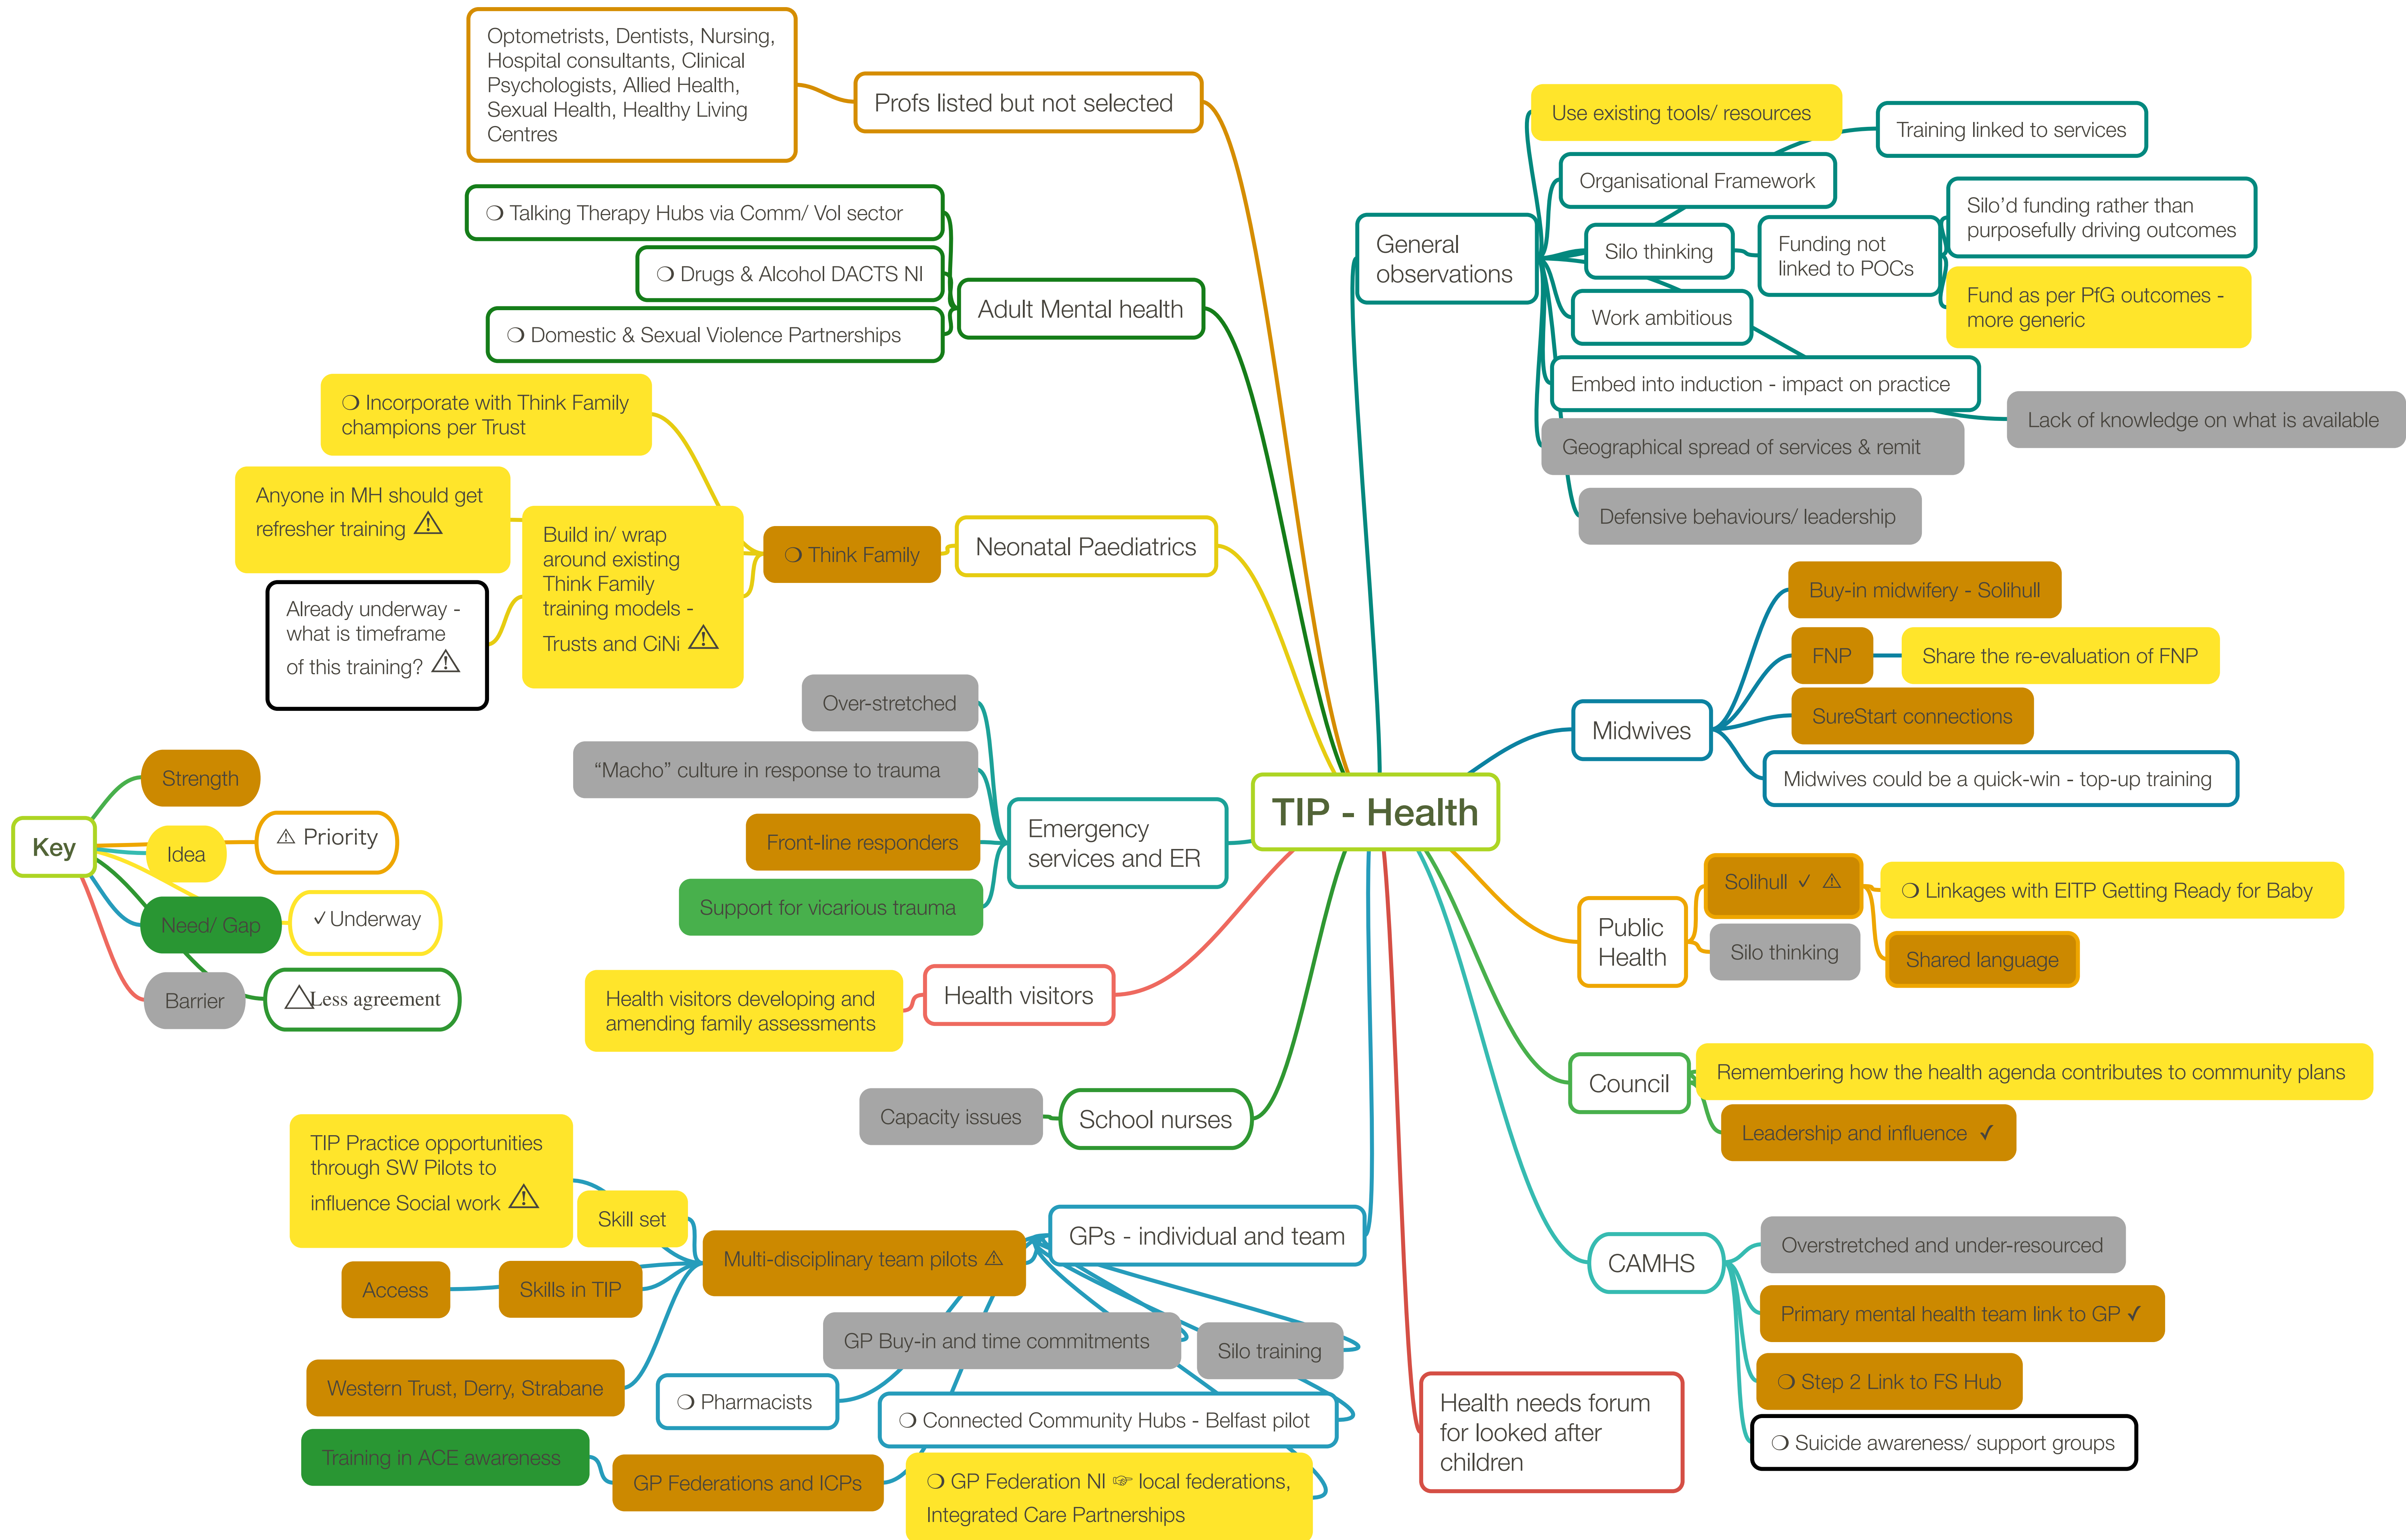 Optometrists, Dentists, Nursing,
Hospital consultants, Clinical
Psychologists, Allied Health,
Sexual Health, Healthy Living
Centres
Profs listed but not selected
❍ Talking Therapy Hubs via Comm/ Vol sector
❍ Drugs & Alcohol DACTS NI
❍ Domestic & Sexual Violence Partnerships
Adult Mental health
❍ Incorporate with Think Family
champions per Trust
Anyone in MH should get
refresher training ⚠
Already underway -
what is timeframe
of this training? ⚠
Build in/ wrap
around existing
Think Family
training models -
Trusts and CiNi ⚠
❍ Think Family
Neonatal Paediatrics
Over-stretched
“Macho” culture in response to trauma
Front-line responders
Support for vicarious trauma
Emergency
services and ER
Health visitors developing and
amending family assessments
Health visitors
Capacity issues
School nurses
TIP Practice opportunities
through SW Pilots to
influence Social work ⚠
Skill set
Access
Skills in TIP
Western Trust, Derry, Strabane
Multi-disciplinary team pilots ⚠
GPs - individual and team
GP Buy-in and time commitments
Silo training
❍ Pharmacists
❍ Connected Community Hubs - Belfast pilot
Training in ACE awareness
GP Federations and ICPs
❍ GP Federation NI ☞ local federations,
Integrated Care Partnerships
Key
Strength
Idea
⚠ Priority
Need/ Gap
✓Underway
Barrier
△Less agreement
TIP - Health
General
observations
Use existing tools/ resources
Training linked to services
Organisational Framework
Silo thinking
Funding not
linked to POCs
Silo’d funding rather than
purposefully driving outcomes
Fund as per PfG outcomes -
more generic
Work ambitious
Embed into induction - impact on practice
Lack of knowledge on what is available
Geographical spread of services & remit
Defensive behaviours/ leadership
Midwives
Buy-in midwifery - Solihull
FNP
Share the re-evaluation of FNP
SureStart connections
Midwives could be a quick-win - top-up training
Public
Health
Solihull ✓ ⚠
❍ Linkages with EITP Getting Ready for Baby
Shared language
Silo thinking
Council
Remembering how the health agenda contributes to community plans
Leadership and influence ✓
CAMHS
Overstretched and under-resourced
Primary mental health team link to GP ✓
❍ Step 2 Link to FS Hub
❍ Suicide awareness/ support groups
Health needs forum
for looked after
children